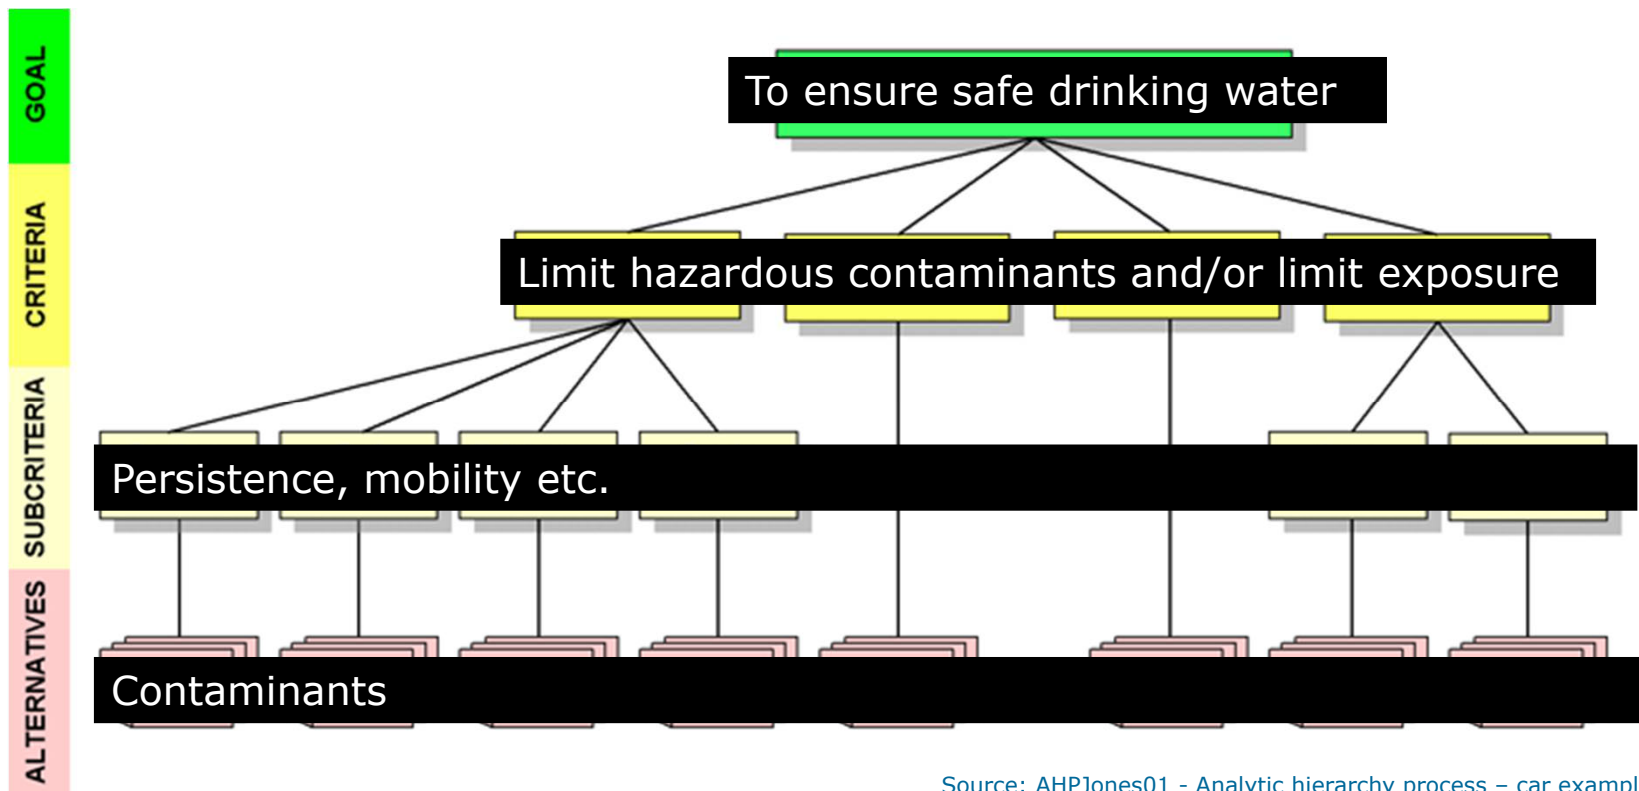 GOAL
To ensure safe drinking water
CRITERIA
Limit hazardous contaminants and/or limit exposure
SUBCRITERIA
Persistence, mobility etc.
ALTERNATIVES
Contaminants
Source: AHPJones01 - Analytic hierarchy process – car exampl